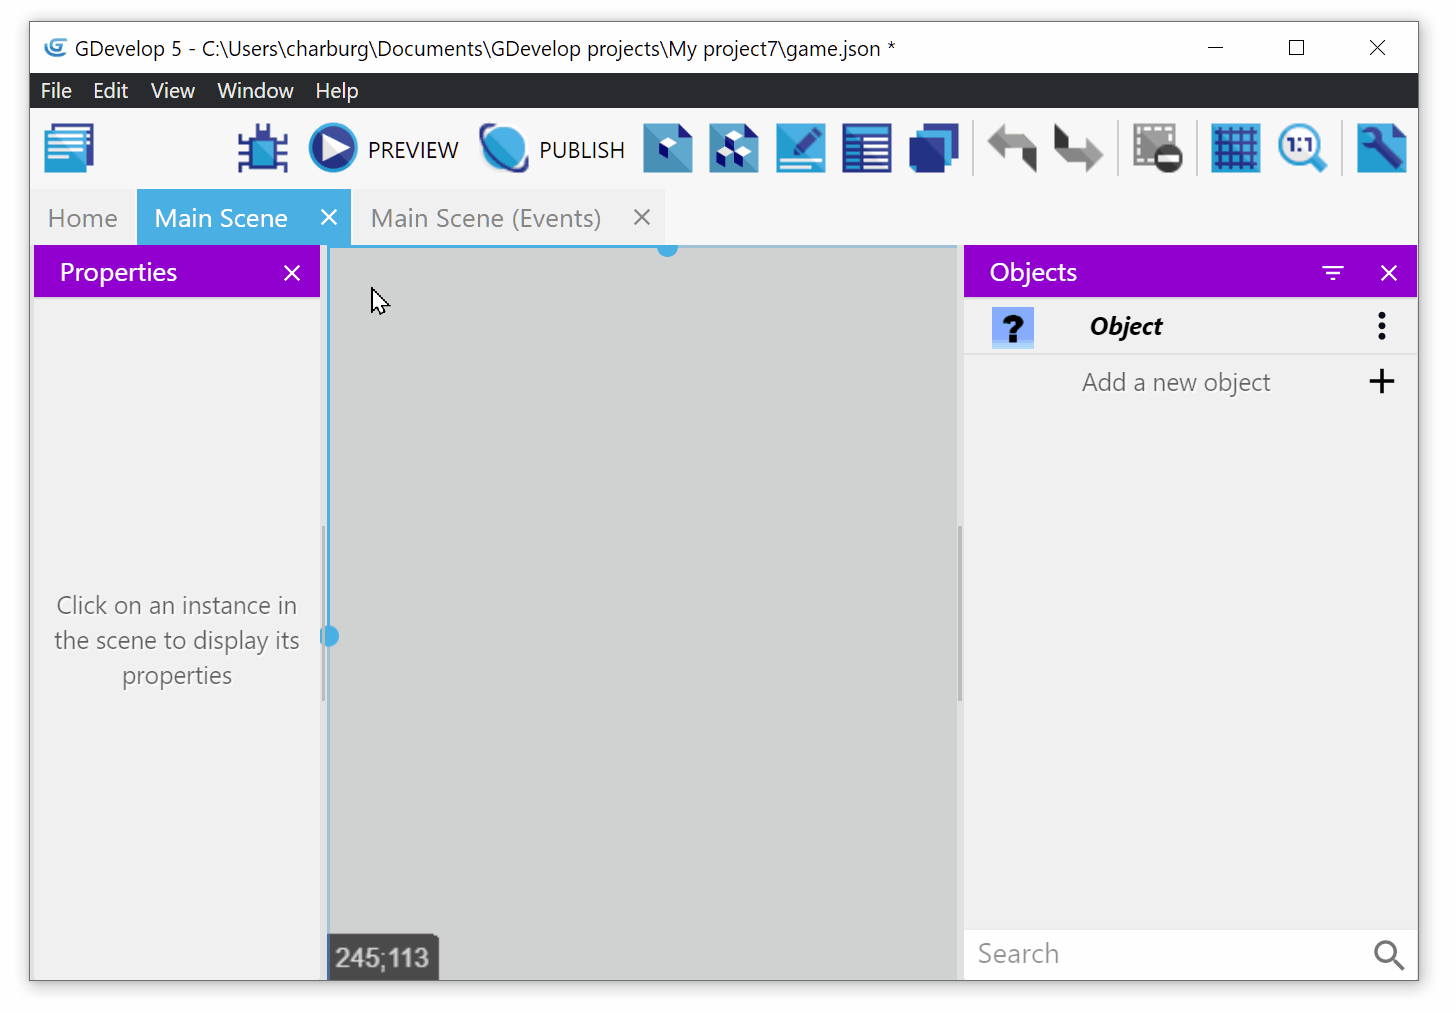 GDevelop 5 - C:\Users\charburg\Documents\GDevelop projects\My project7\game.json *
File Edit View Window Help
PREVIEW PUBLISH 1:1
Home Main Scene Main Scene (Events)
Properties
Objects
? Object
Add a new object
Click on an instance in
the scene to display its
properties
245;113
Search